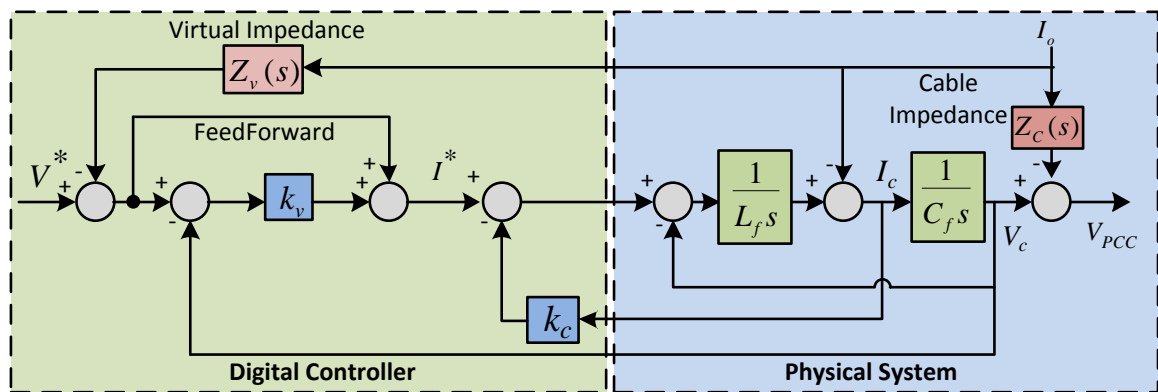 Virtual Impedance
Z_v(s)
I_o
Cable
Impedance
Z_C(s)
FeedForward
V*
-
+
+
-
k_v
+
+
I*
+
-
+
-
1
L_f s
-
+
I_c
1
C_f s
-
+
V_c
V_PCC
k_c
Digital Controller
Physical System